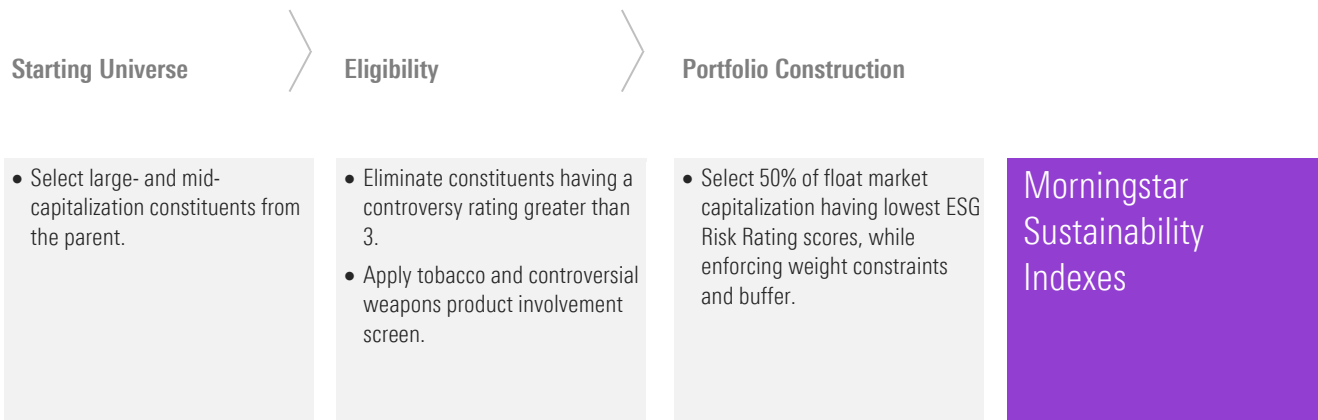 Starting Universe
Eligibility
Portfolio Construction
• Select large- and mid-
capitalization constituents from
the parent.
• Eliminate constituents having a
controversy rating greater than
3.
• Apply tobacco and controversial
weapons product involvement
screen.
• Select 50% of float market
capitalization having lowest ESG
Risk Rating scores, while
enforcing weight constraints
and buffer.
Morningstar
Sustainability
Indexes